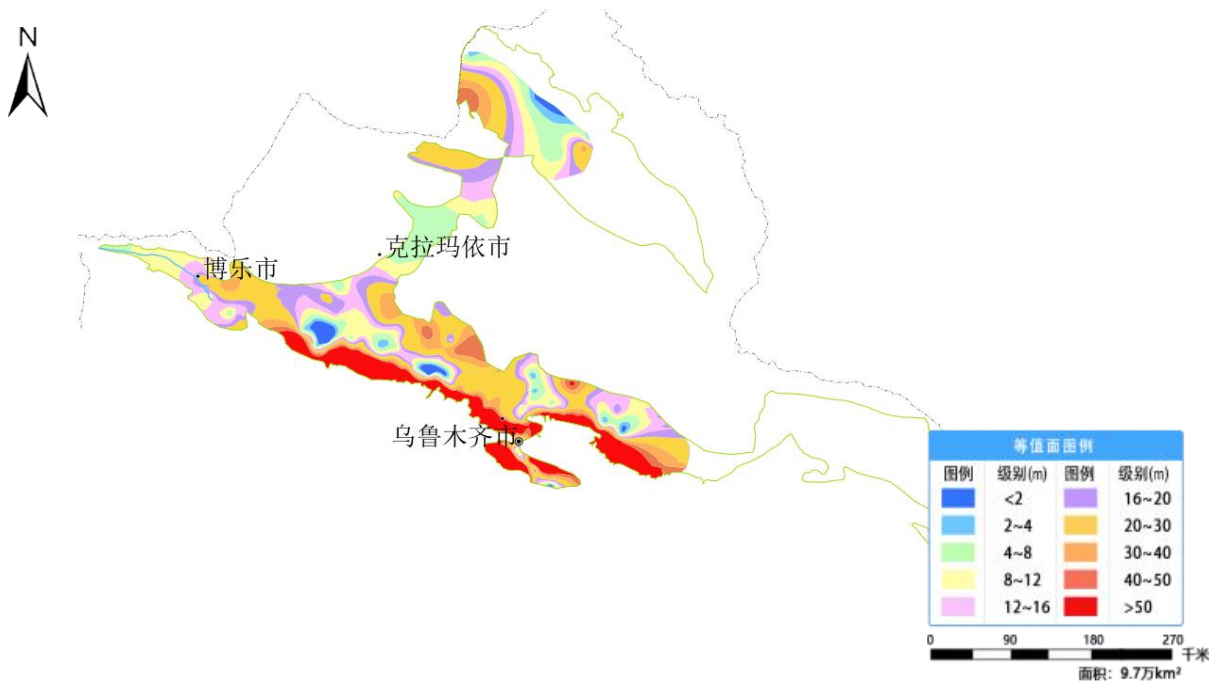 N
克拉玛依市
博乐市
乌鲁木齐市
等值面图例
图例 级别(m) 图例 级别(m)
<2 16~20
2~4 20~30
4~8 30~40
8~12 40~50
12~16 >50
0 90 180 270
千米
面积：9.7万km²